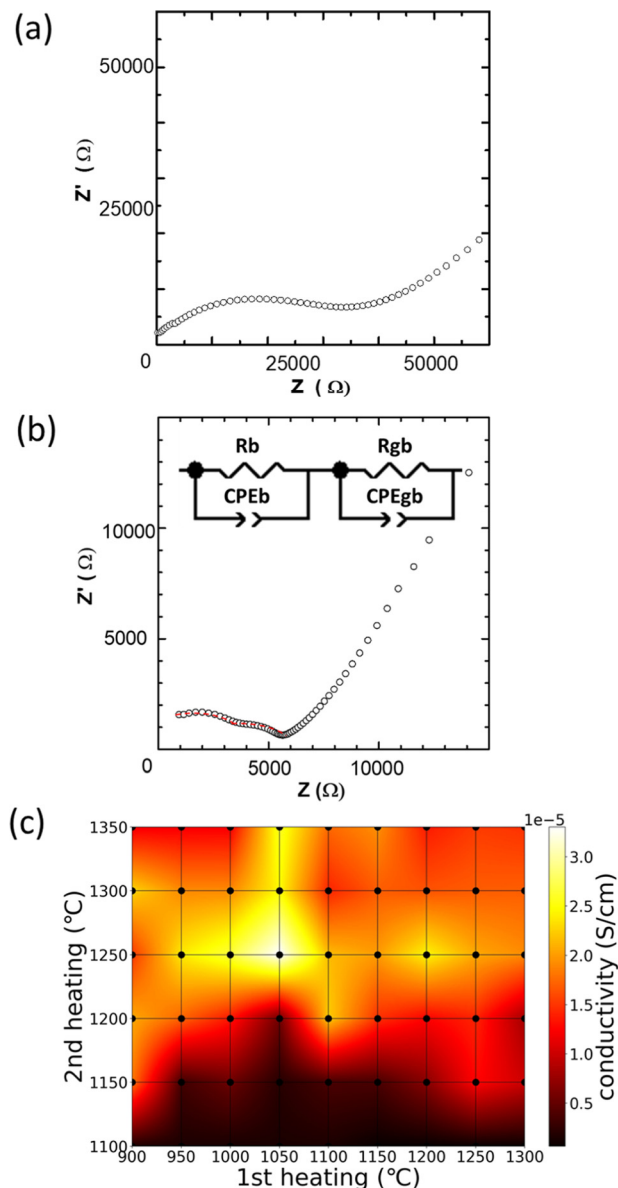 (a)
50000
25000
Z' (Ω)
0 25000 50000
Z (Ω)
(b)
Rb Rgb
CPEb CPEgb
10000
5000
Z' (Ω)
0 5000 10000
Z (Ω)
(c)
1e−5
1350
1300
1250
1200
1150
1100
2nd heating (°C)
900 950 1000 1050 1100 1150 1200 1250 1300
1st heating (°C)
3.0
2.5
2.0
1.5
1.0
0.5
conductivity (S/cm)